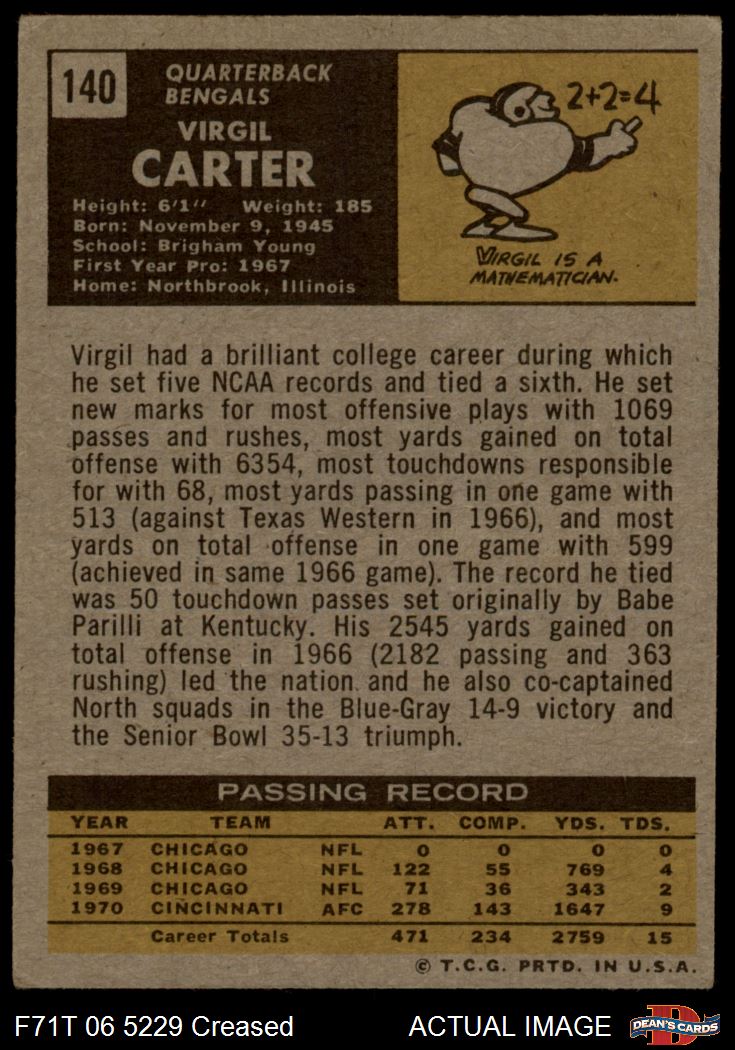 140
QUARTERBACK
BENGALS
VIRGIL
CARTER
Height: 6'1" Weight: 185
Born: November 9, 1945
School: Brigham Young
First Year Pro: 1967
Home: Northbrook, Illinois
2+2=4
VIRGIL IS A
MATHEMATICIAN.
Virgil had a brilliant college career during which
he set five NCAA records and tied a sixth. He set
new marks for most offensive plays with 1069
passes and rushes, most yards gained on total
offense with 6354, most touchdowns responsible
for with 68, most yards passing in one game with
513 (against Texas Western in 1966), and most
yards on total offense in one game with 599
(achieved in same 1966 game). The record he tied
was 50 touchdown passes set originally by Babe
Parilli at Kentucky. His 2545 yards gained on
total offense in 1966 (2182 passing and 363
rushing) led the nation and he also co-captained
North squads in the Blue-Gray 14-9 victory and
the Senior Bowl 35-13 triumph.
PASSING RECORD
YEAR TEAM ATT. COMP. YDS. TDS.
1967 CHICAGO NFL 0 0 0 0
1968 CHICAGO NFL 122 55 769 4
1969 CHICAGO NFL 71 36 343 2
1970 CINCINNATI AFC 278 143 1647 9
Career Totals 471 234 2759 15
© T.C.G. PRTD. IN U.S.A.
F71T 06 5229 Creased ACTUAL IMAGE
D
DEAN'S CARDS